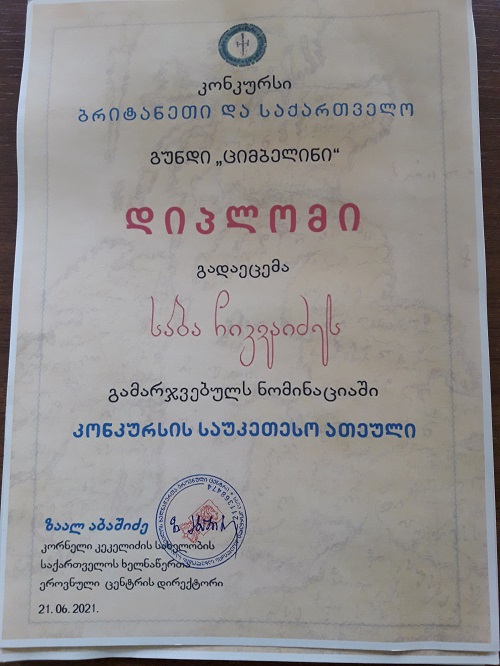 კონკურსი
ბრიტანეთი და საქართველო
გუნდი „ციმბელინი“
დიპლომი
გადაეცემა
საბა ჩიკვაიძეს
გამარჯვებულს ნომინაციაში
კონკურსის საუკეთესო ათეული
ზაალ აბაშიძე
კორნელი კეკელიძის სახელობის
საქართველოს ხელნაწერთა
ეროვნული ცენტრის დირექტორი
21. 06. 2021.